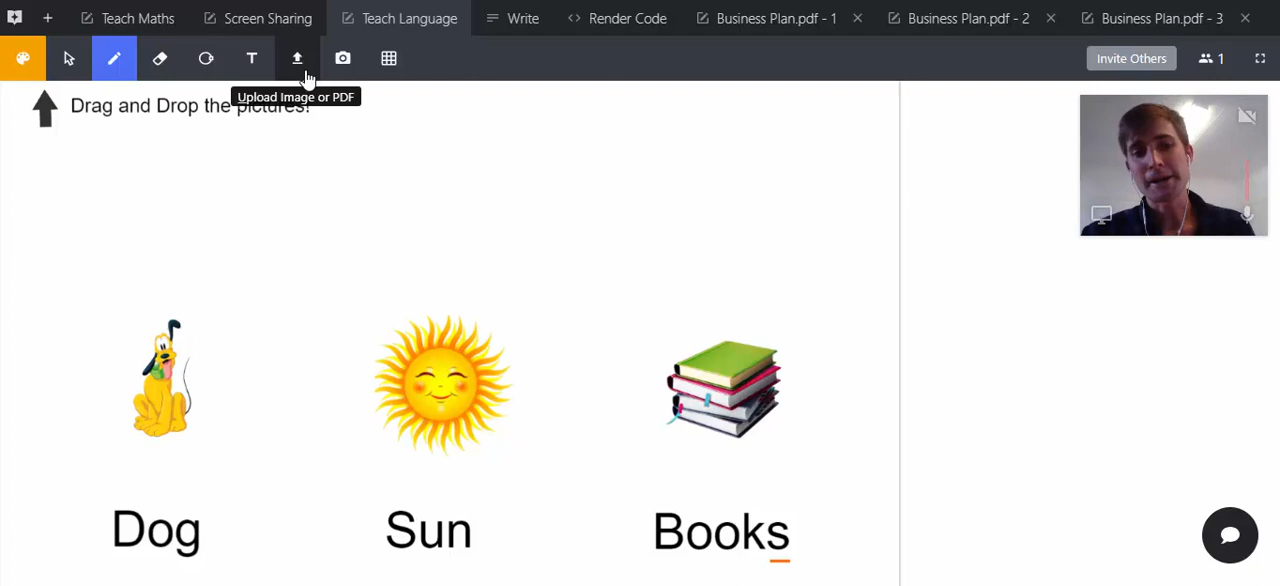 Teach Maths Screen Sharing Teach Language Write Render Code Business Plan.pdf - 1 Business Plan.pdf - 2 Business Plan.pdf - 3
T Invite Others 1
Upload Image or PDF
Drag and Drop the pictures!
Dog Sun Books